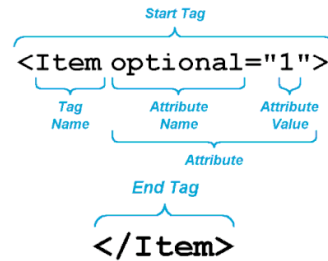 Start Tag
<Item optional="1">
Tag Name
Attribute Name
Attribute Value
Attribute
End Tag
</Item>